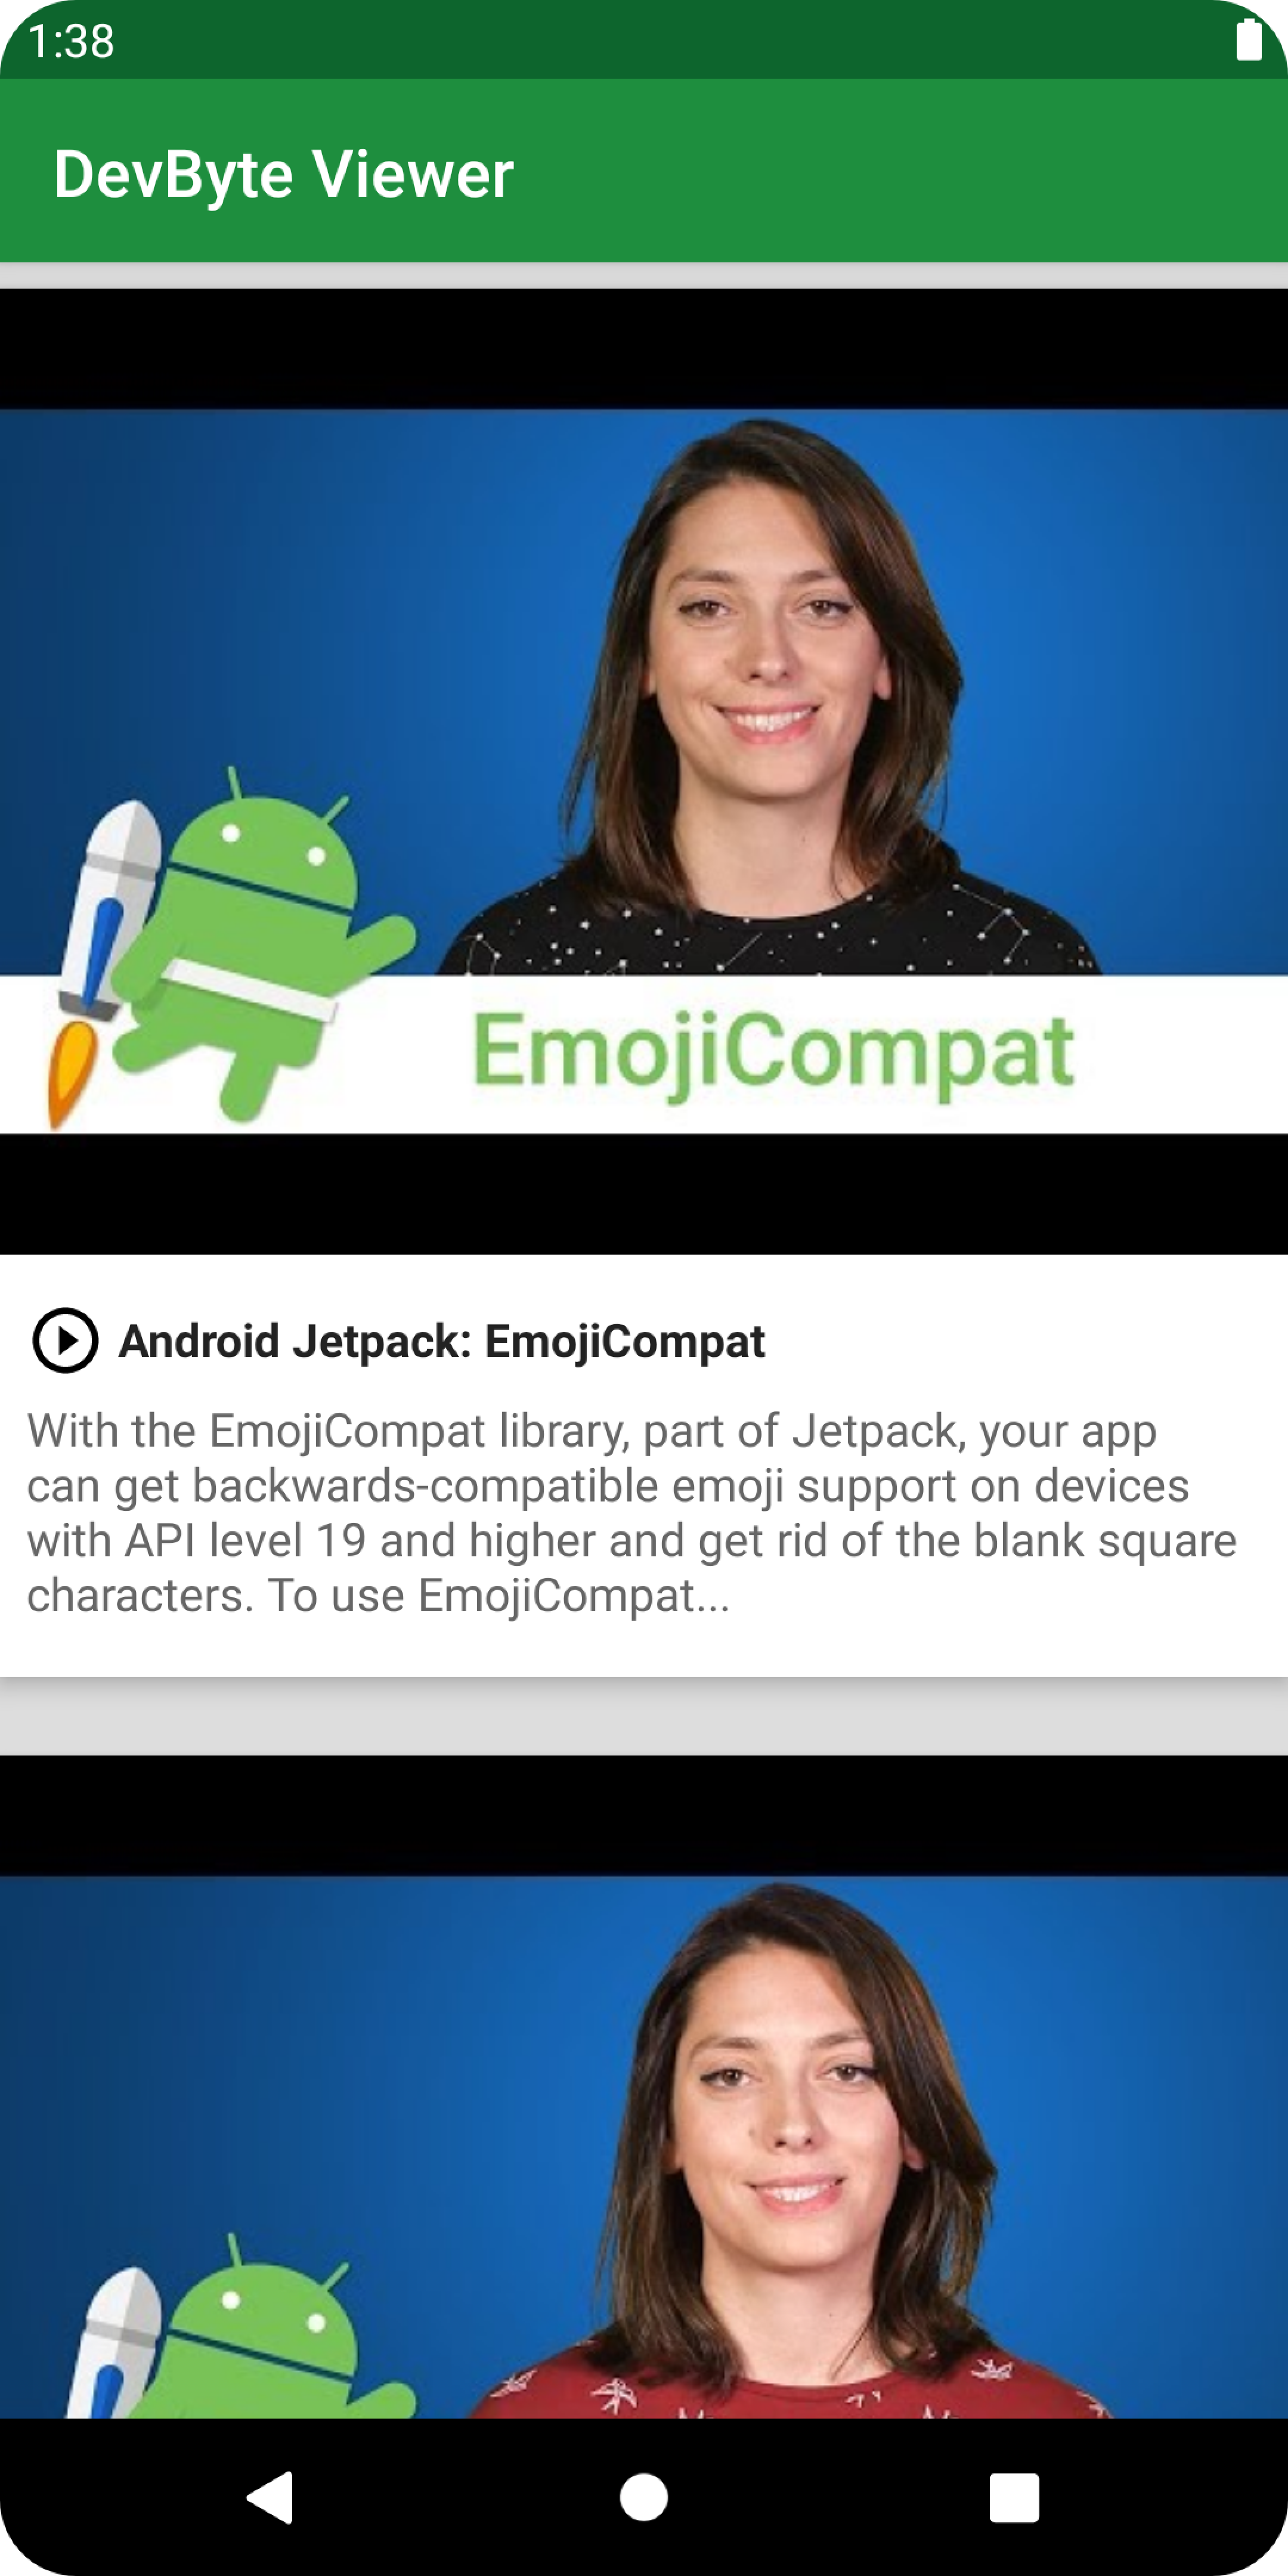 1:38
DevByte Viewer
EmojiCompat
Android Jetpack: EmojiCompat
With the EmojiCompat library, part of Jetpack, your app
can get backwards-compatible emoji support on devices
with API level 19 and higher and get rid of the blank square
characters. To use EmojiCompat...